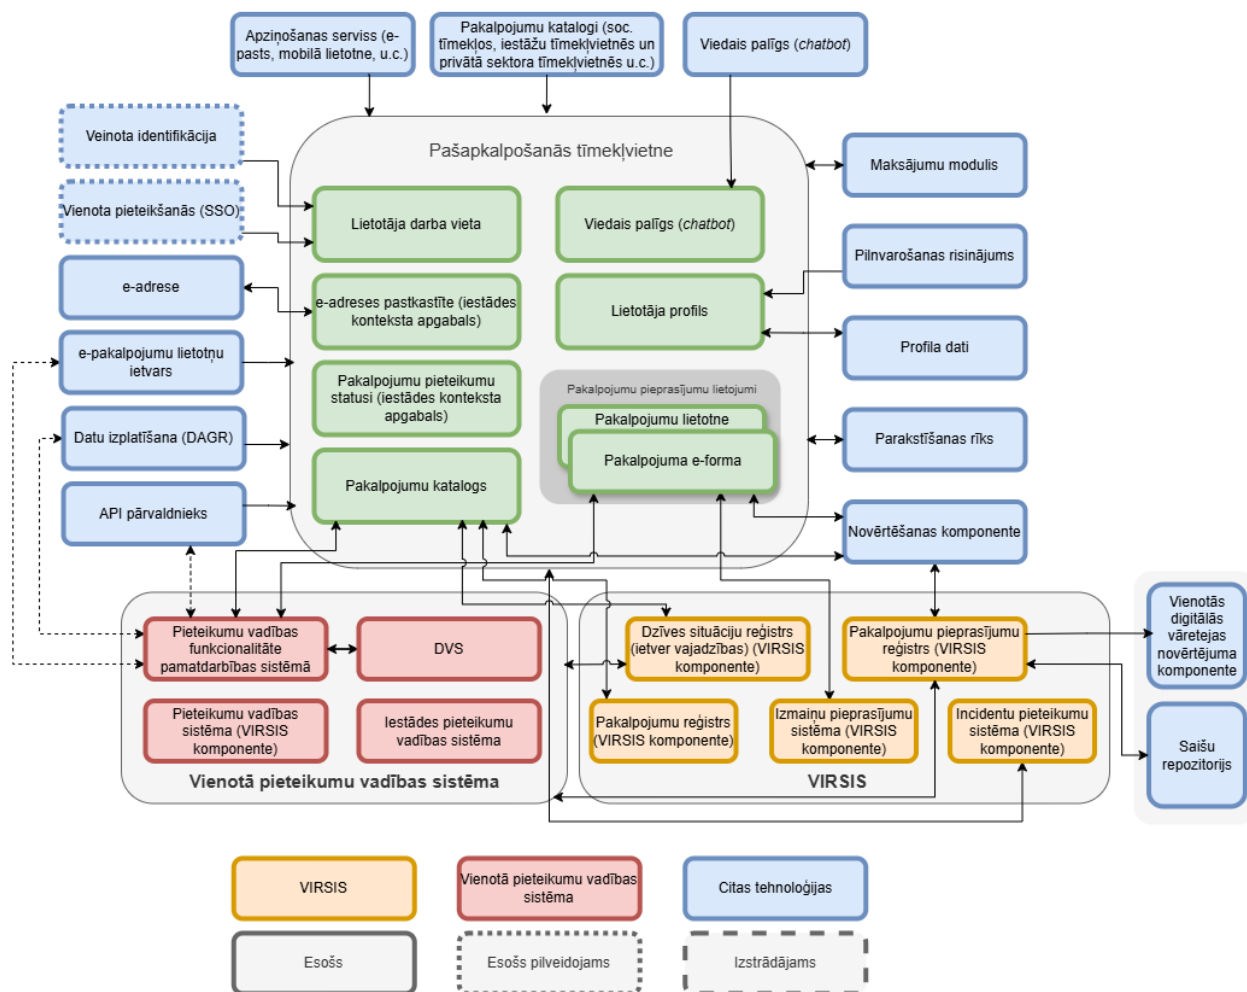 Apziņošanas serviss (e-
pasts, mobilā lietotne, u.c.)
Pakalpojumu katalogi (soc.
tīmekļos, iestāžu tīmekļvietnēs un
privātā sektora tīmekļvietnēs u.c.)
Viedais palīgs (chatbot)
Veinota identifikācija
Vienota pieteikšanās (SSO)
e-adrese
e-pakalpojumu lietotņu
ietvars
Datu izplatīšana (DAGR)
API pārvaldnieks
Pašapkalpošanās tīmekļvietne
Lietotāja darba vieta
Viedais palīgs (chatbot)
e-adreses pastkastīte (iestādes
konteksta apgabals)
Lietotāja profils
Pakalpojumu pieteikumu
statusi (iestādes konteksta
apgabals)
Pakalpojumu pieprasījumu lietojumi
Pakalpojumu lietotne
Pakalpojuma e-forma
Pakalpojumu katalogs
Maksājumu modulis
Pilnvarošanas risinājums
Profila dati
Parakstīšanas rīks
Novērtēšanas komponente
Pieteikumu vadības
funkcionalitāte
pamatdarbības sistēmā
DVS
Pieteikumu vadības
sistēma (VIRSIS
komponente)
Iestādes pieteikumu
vadības sistēma
Vienotā pieteikumu vadības sistēma
Dzīves situāciju reģistrs
(ietver vajadzības) (VIRSIS
komponente)
Pakalpojumu pieprasījumu
reģistrs (VIRSIS
komponente)
Pakalpojumu reģistrs
(VIRSIS komponente)
Izmaiņu pieprasījumu
sistēma (VIRSIS
komponente)
Incidentu pieteikumu
sistēma (VIRSIS
komponente)
VIRSIS
Vienotās
digitālās
vāretejas
novērtējuma
komponente
Saišu
repozitorijs
VIRSIS
Vienotā pieteikumu vadības
sistēma
Citas tehnoloģijas
Esošs
Esošs pilveidojams
Izstrādājams